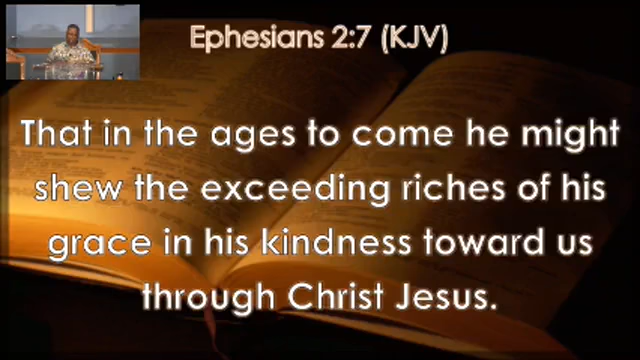 Ephesians 2:7 (KJV)
That in the ages to come he might
shew the exceeding riches of his
grace in his kindness toward us
through Christ Jesus.